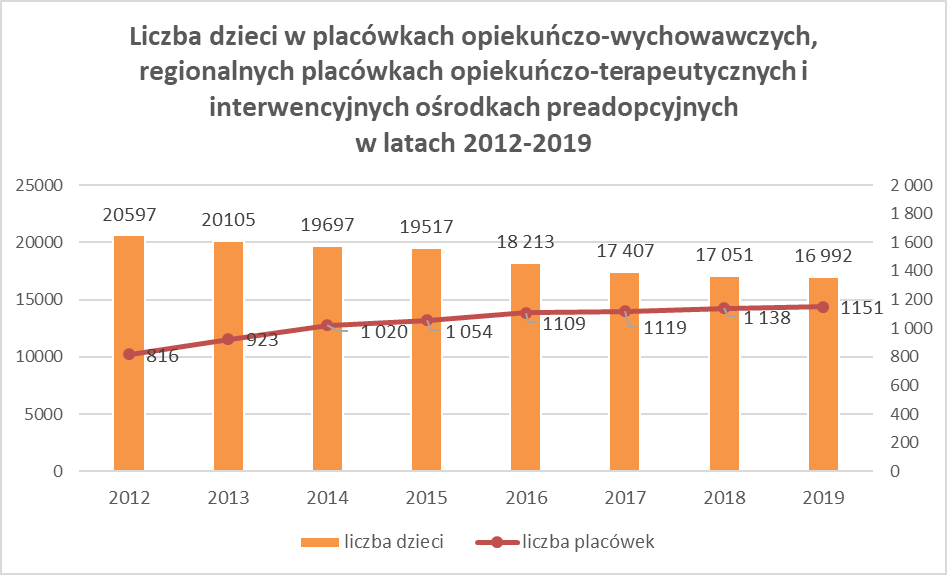 Liczba dzieci w placówkach opiekuńczo-wychowawczych,
regionalnych placówkach opiekuńczo-terapeutycznych i
interwencyjnych ośrodkach preadopcyjnych
w latach 2012-2019
25000 2 000
1 800
20597 20105 19697 19517 18 213 17 407 17 051 16 992
20000 1 600
1 400
15000 1 200
816 923 1 020 1 054 1109 1119 1 138 1151
1 000
10000 800
600
5000 400
200
0 0
2012 2013 2014 2015 2016 2017 2018 2019
liczba dzieci liczba placówek